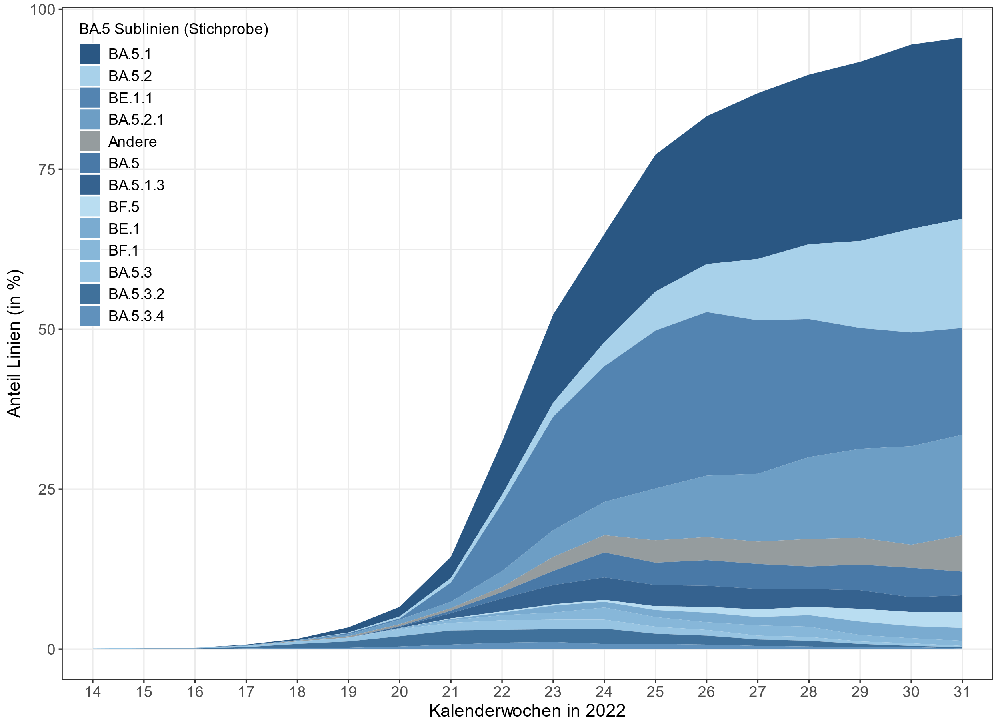 100
75
50
25
0
Anteil Linien (in %)
BA.5 Sublinien (Stichprobe)
BA.5.1
BA.5.2
BE.1.1
BA.5.2.1
Andere
BA.5
BA.5.1.3
BF.5
BE.1
BF.1
BA.5.3
BA.5.3.2
BA.5.3.4
14 15 16 17 18 19 20 21 22 23 24 25 26 27 28 29 30 31
Kalenderwochen in 2022